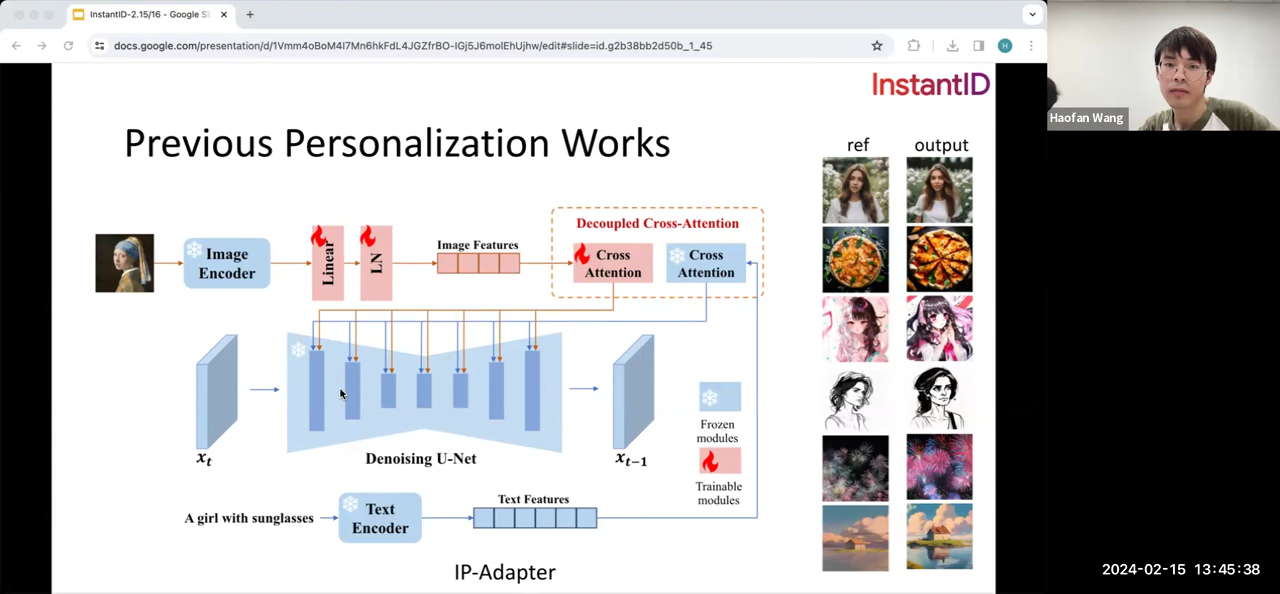 InstantID-2.15/16 - Google Sl
docs.google.com/presentation/d/1Vmm4oBoM4l7Mn6hkFdL4JGZfrBO-IGj5J6molEhUjhw/edit#slide=id.g2b38bb2d50b_1_45
H
InstantID
Haofan Wang
Previous Personalization Works
ref output
Decoupled Cross-Attention
Image
Encoder
Linear
LN
Image Features
Cross
Attention
Cross
Attention
Frozen
modules
Denoising U-Net
xt
xt−1
Trainable
modules
A girl with sunglasses
Text
Encoder
Text Features
IP-Adapter
2024-02-15 13:45:38